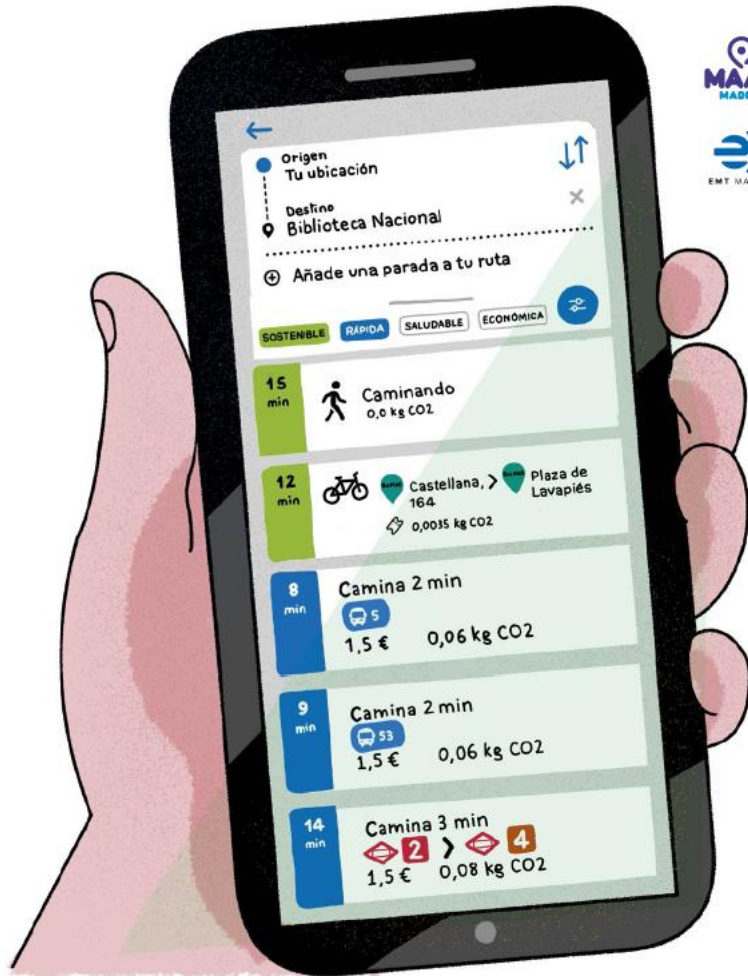 Origen
Tu ubicación
Destino
Biblioteca Nacional
Añade una parada a tu ruta
SOSTENIBLE RÁPIDA SALUDABLE ECONÓMICA
15 min
Caminando
0,0 kg CO2
12 min
Castellana, 164 > Plaza de Lavapiés
0,0035 kg CO2
8 min
Camina 2 min
5
1,5 € 0,06 kg CO2
9 min
Camina 2 min
53
1,5 € 0,06 kg CO2
14 min
Camina 3 min
2 > 4
1,5 € 0,08 kg CO2
EMT